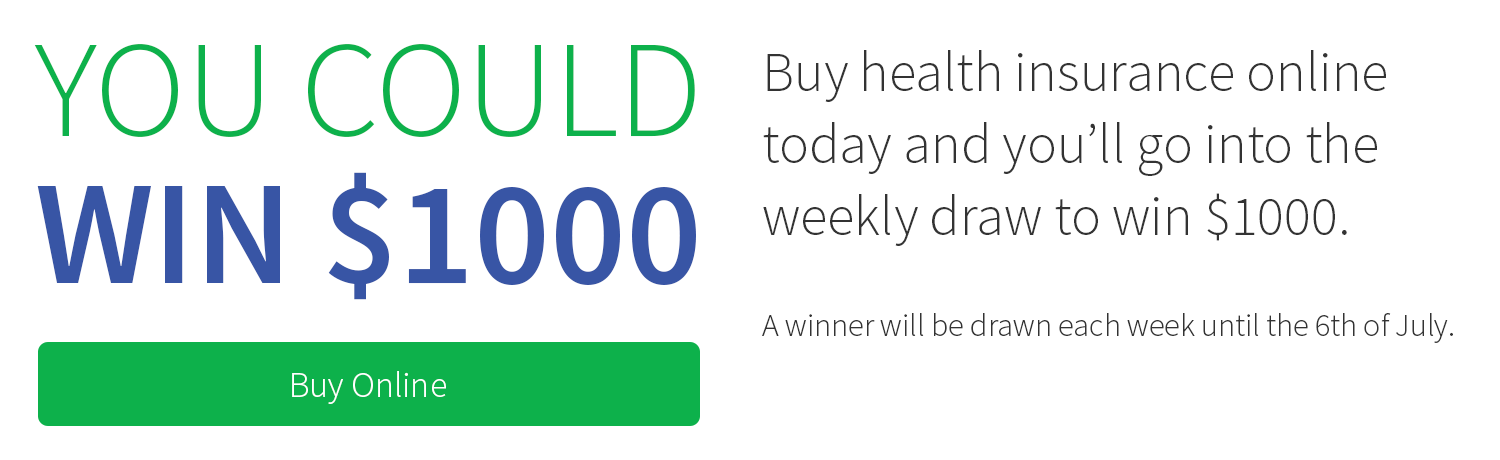 YOU COULD
WIN $1000
Buy Online
Buy health insurance online
today and you’ll go into the
weekly draw to win $1000.
A winner will be drawn each week until the 6th of July.